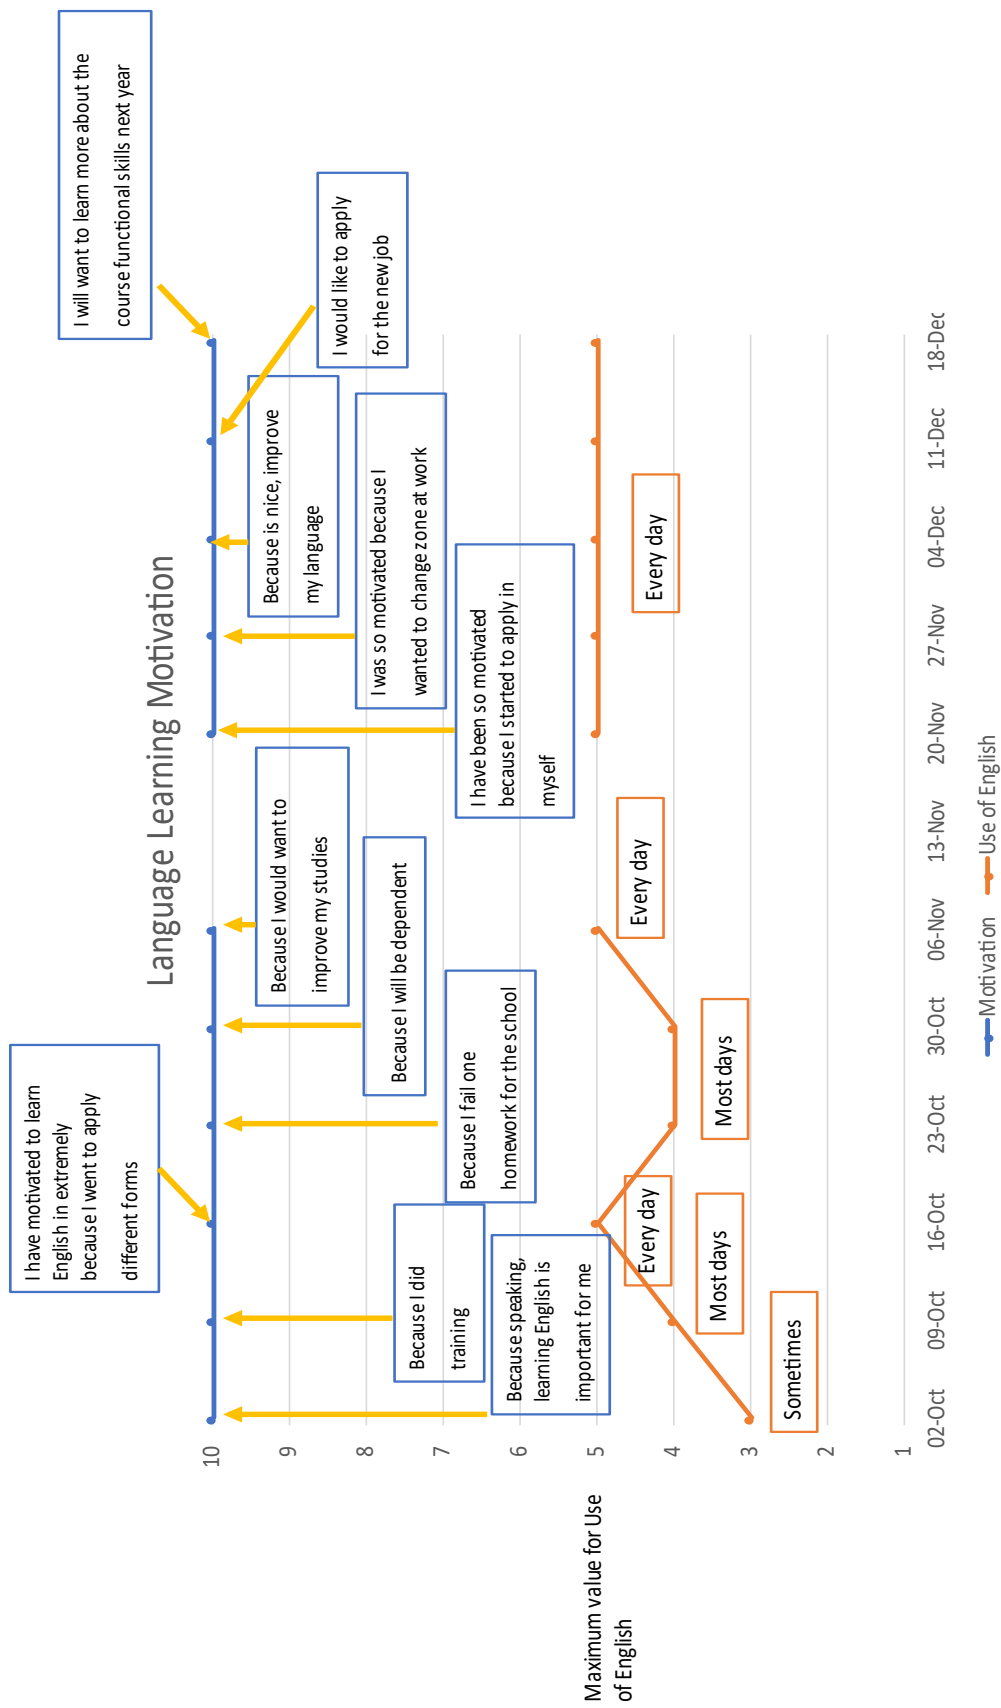 Language Learning Motivation
I have motivated to learn
English in extremely
because I went to apply
different forms
I will want to learn more about the
course functional skills next year
Because I would want to
improve my studies
Because is nice, improve
my language
I would like to apply
for the new job
Because I will be dependent
I was so motivated because I
wanted to change zone at work
Because I did
training
Because I fail one
homework for the school
I have been so motivated
because I started to apply in
myself
Because speaking,
learning English is
important for me
10
9
8
7
6
5
4
3
2
1
Maximum value for Use
of English
Sometimes
Most days
Every day
Most days
Every day
Every day
02-Oct
09-Oct
16-Oct
23-Oct
30-Oct
06-Nov
13-Nov
20-Nov
27-Nov
04-Dec
11-Dec
18-Dec
Motivation
Use of English